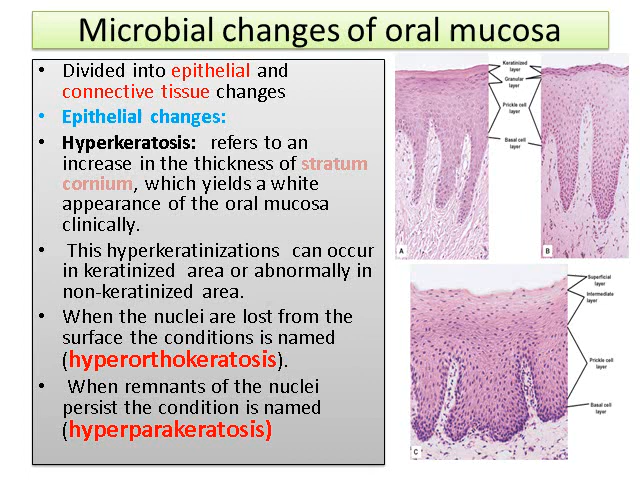 Microbial changes of oral mucosa
• Divided into epithelial and
connective tissue changes
• Epithelial changes:
• Hyperkeratosis: refers to an
increase in the thickness of stratum
cornium, which yields a white
appearance of the oral mucosa
clinically.
• This hyperkeratinizations can occur
in keratinized area or abnormally in
non-keratinized area.
• When the nuclei are lost from the
surface the conditions is named
(hyperorthokeratosis).
• When remnants of the nuclei
persist the condition is named
(hyperparakeratosis)
Keratinized
layer
Granular
layer
Prickle cell
layer
Basal cell
layer
A
B
Superficial
layer
Intermediate
layer
Prickle cell
layer
Basal cell
layer
C